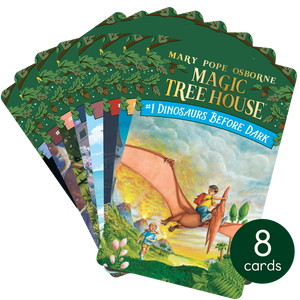 MARY POPE OSBORNE
MAGIC
TREE HOUSE
#1 DINOSAURS BEFORE DARK
8
cards